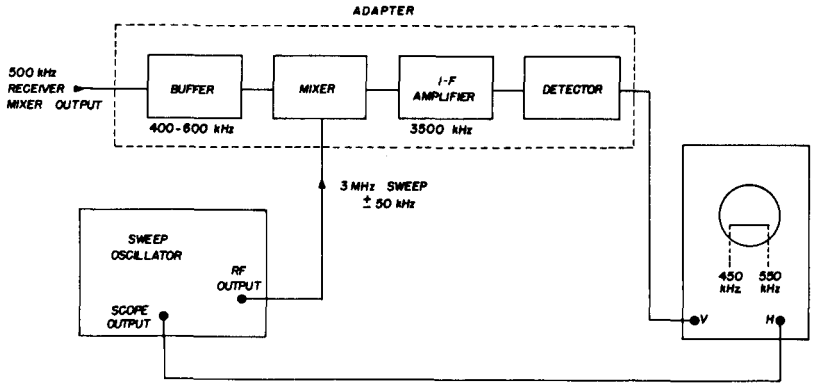 ADAPTER
500 kHz
RECEIVER
MIXER OUTPUT
BUFFER
400-600 kHz
MIXER
I-F
AMPLIFIER
3500 kHz
DETECTOR
3 MHz SWEEP
± 50 kHz
SWEEP
OSCILLATOR
RF
OUTPUT
SCOPE
OUTPUT
450
kHz
550
kHz
V
H